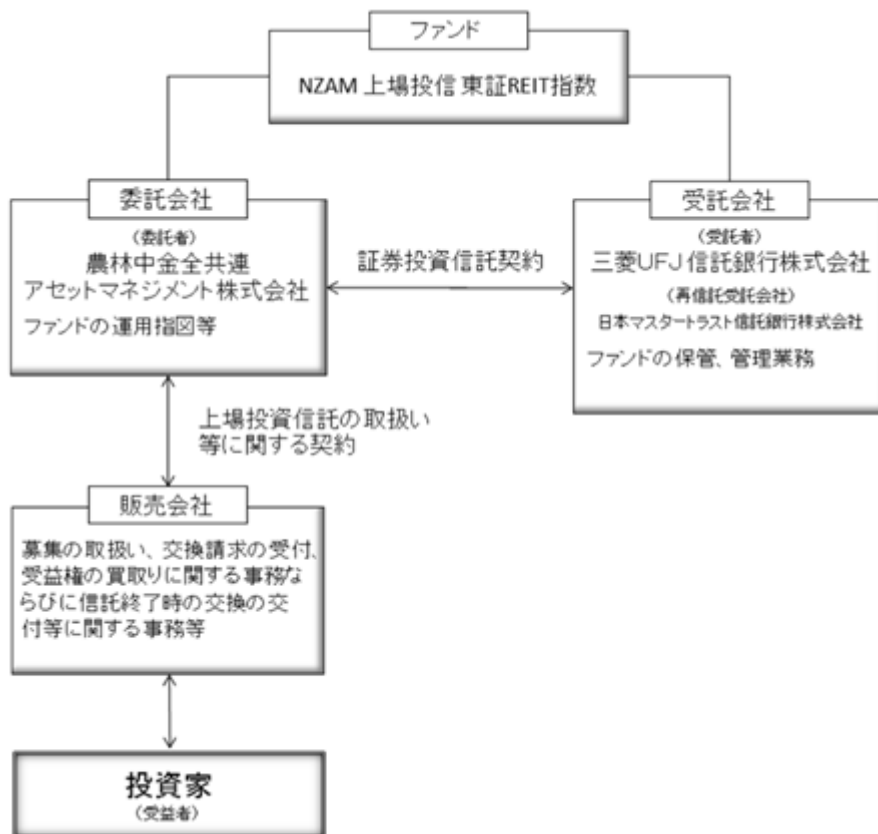 ファンド
NZAM 上場投信 東証REIT指数
委託会社
(委託者)
農林中金全共連
アセットマネジメント株式会社
ファンドの運用指図等
証券投資信託契約
受託会社
(受託者)
三菱UFJ信託銀行株式会社
(再信託受託会社)
日本マスタートラスト信託銀行株式会社
ファンドの保管、管理業務
上場投資信託の取扱い
等に関する契約
販売会社
募集の取扱い、交換請求の受付、
受益権の買取りに関する事務な
らびに信託終了時の交換の交
付等に関する事務等
投資家
(受益者)